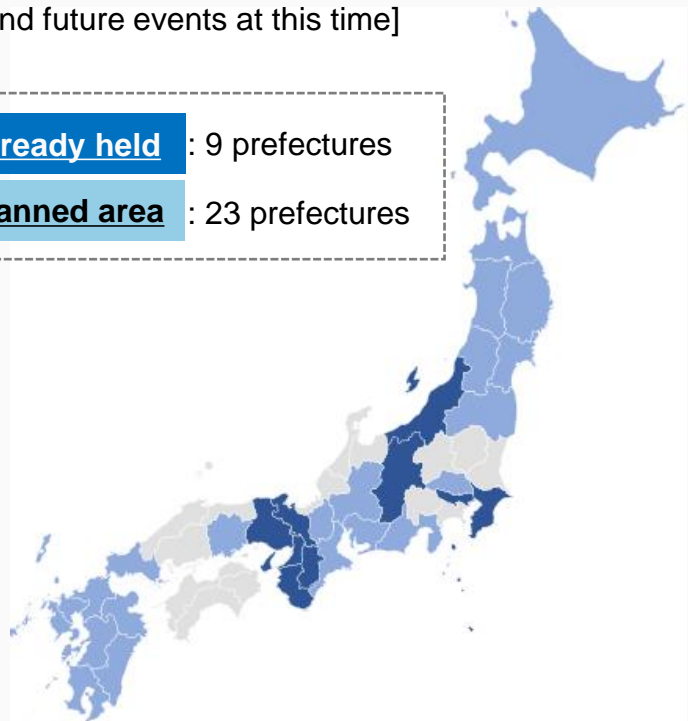 nd future events at this time]
ready held : 9 prefectures
anned area : 23 prefectures